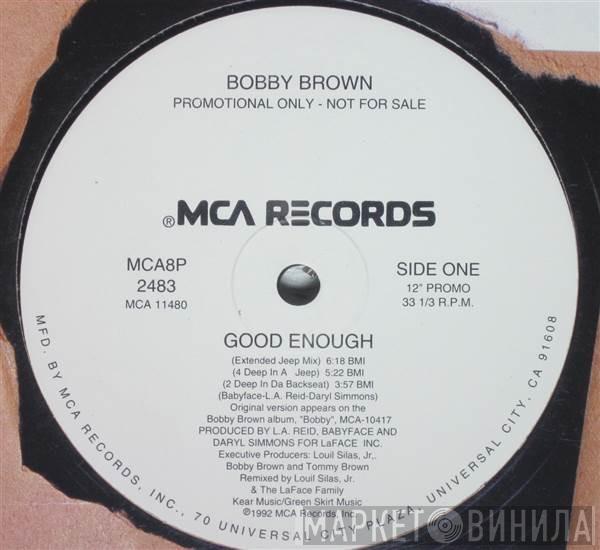 BOBBY BROWN
PROMOTIONAL ONLY - NOT FOR SALE
®MCA RECORDS
MCA8P
2483
MCA 11480
SIDE ONE
12" PROMO
33 1/3 R.P.M.
GOOD ENOUGH
(Extended Jeep Mix) 6:18 BMI
(4 Deep In A Jeep) 5:22 BMI
(2 Deep In Da Backseat) 3:57 BMI
(Babyface-L.A. Reid-Daryl Simmons)
Original version appears on the
Bobby Brown album, "Bobby", MCA-10417
PRODUCED BY L.A. REID, BABYFACE AND
DARYL SIMMONS FOR LaFACE INC.
Executive Producers: Louil Silas, Jr,.
Bobby Brown and Tommy Brown
Remixed by Louil Silas, Jr.
& The LaFace Family
Kear Music/Green Skirt Music
℗1992 MCA Records, Inc.
MFD. BY MCA RECORDS, INC., 70 UNIVERSAL CITY PLAZA, UNIVERSAL CITY, CA 91608
МАРКЕТ ВИНИЛА